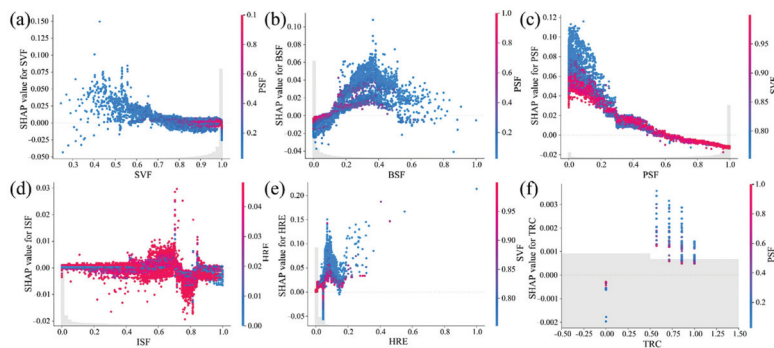 (a)
SHAP value for SVF
0.150
0.125
0.100
0.075
0.050
0.025
0.000
0.025
0.050
0.3 0.4 0.5 0.6 0.7 0.8 0.9 1.0
SVF
0.1
0.8
0.6
0.4
0.2
PSF
(b)
SHAP value for BSF
0.10
0.08
0.06
0.04
0.02
0.00
-0.02
-0.04
0.0 0.2 0.4 0.6 0.8 1.0
BSF
1.0
0.8
0.6
0.4
0.2
PSF
(c)
SHAP value for PSF
0.12
0.10
0.08
0.06
0.04
0.02
0.00
-0.02
0.0 0.2 0.4 0.6 0.8 1.0
PSF
0.95
0.90
0.85
0.80
SVF
(d)
SHAP value for ISF
0.03
0.02
0.01
0.00
-0.01
-0.02
0.0 0.2 0.4 0.6 0.8 1.0
ISF
0.04
0.03
0.02
0.01
0.00
HRE
(e)
SHAP value for HRE
0.20
0.15
0.10
0.05
0.00
0.05
0.0 0.2 0.4 0.6 0.8 1.0
HRE
0.95
0.90
0.85
0.80
SVF
(f)
SHAP value for TRC
0.003
0.002
0.001
0.000
0.001
0.002
-0.50 -0.25 0.00 0.25 0.50 0.75 1.00 1.25 1.50
TRC
1.0
0.8
0.6
0.4
0.2
PSF